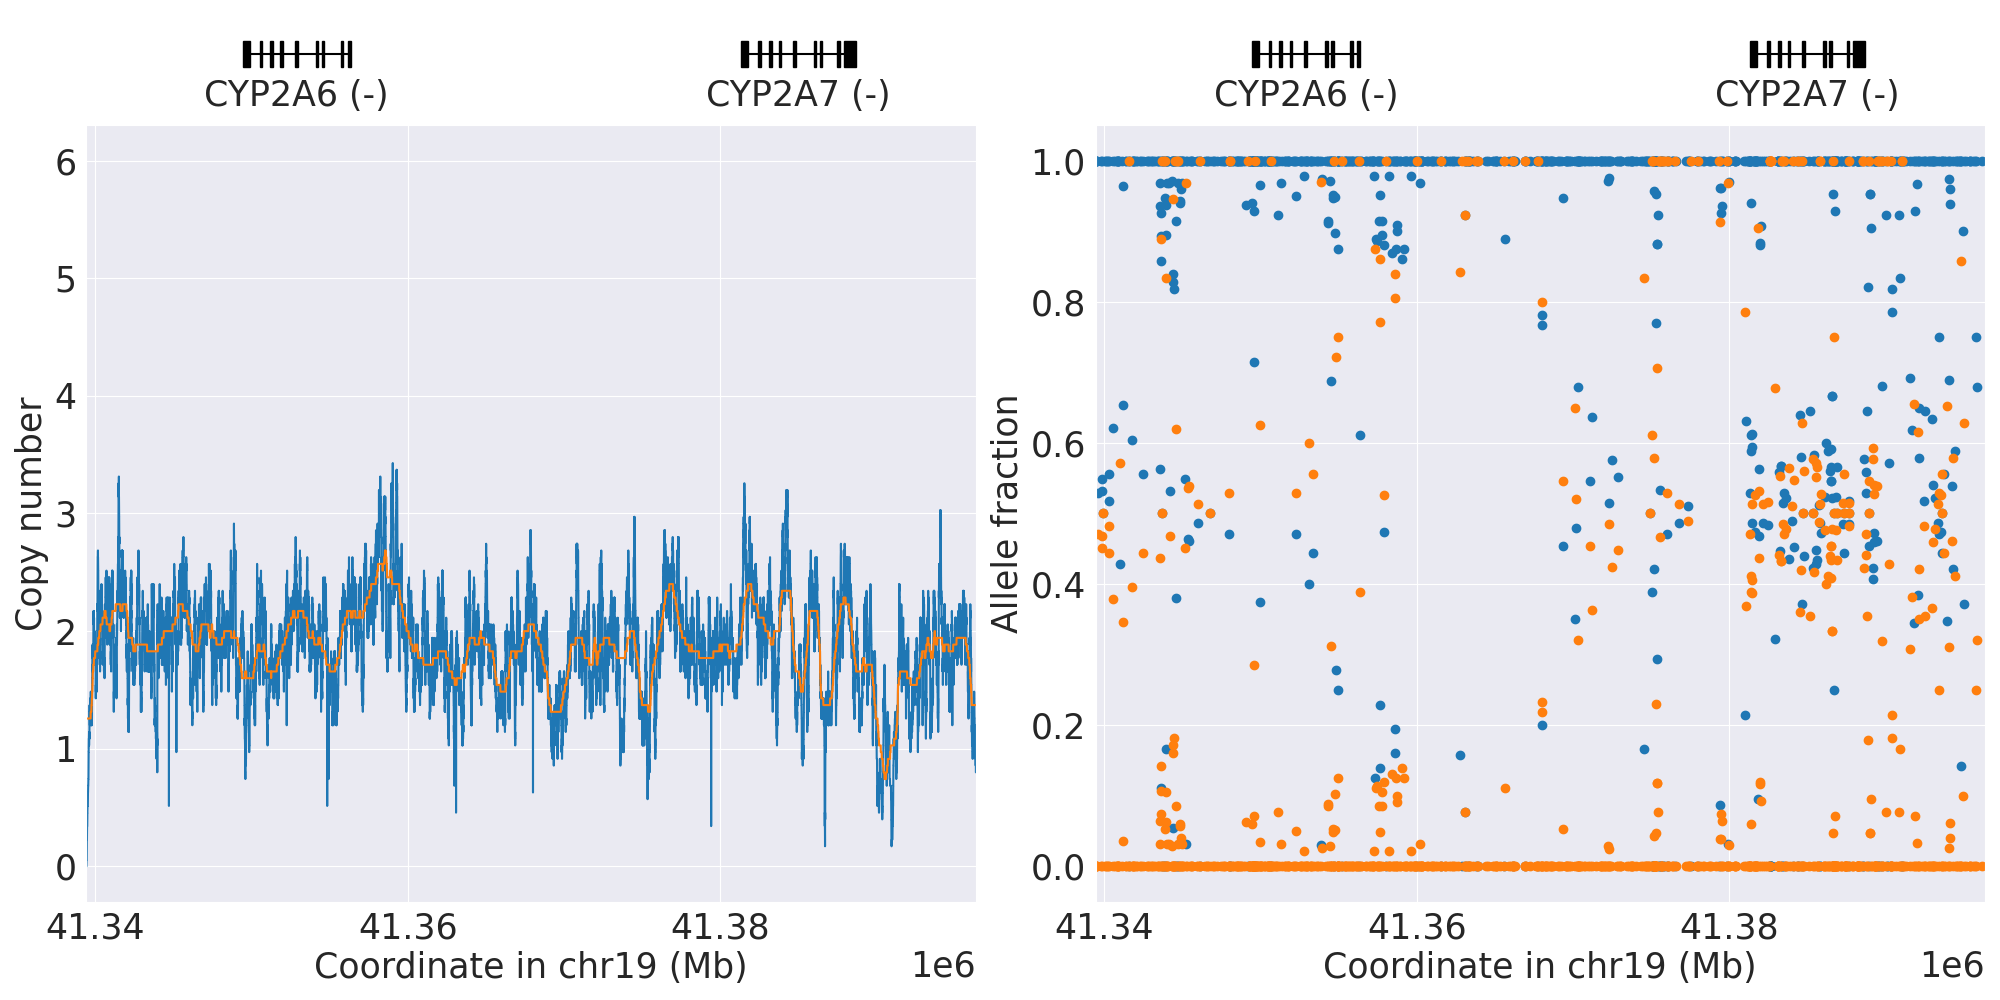 CYP2A6 (-)
CYP2A7 (-)
Copy number
6
5
4
3
2
1
0
41.34
41.36
41.38
Coordinate in chr19 (Mb)
1e6
CYP2A6 (-)
CYP2A7 (-)
Allele fraction
1.0
0.8
0.6
0.4
0.2
0.0
41.34
41.36
41.38
Coordinate in chr19 (Mb)
1e6